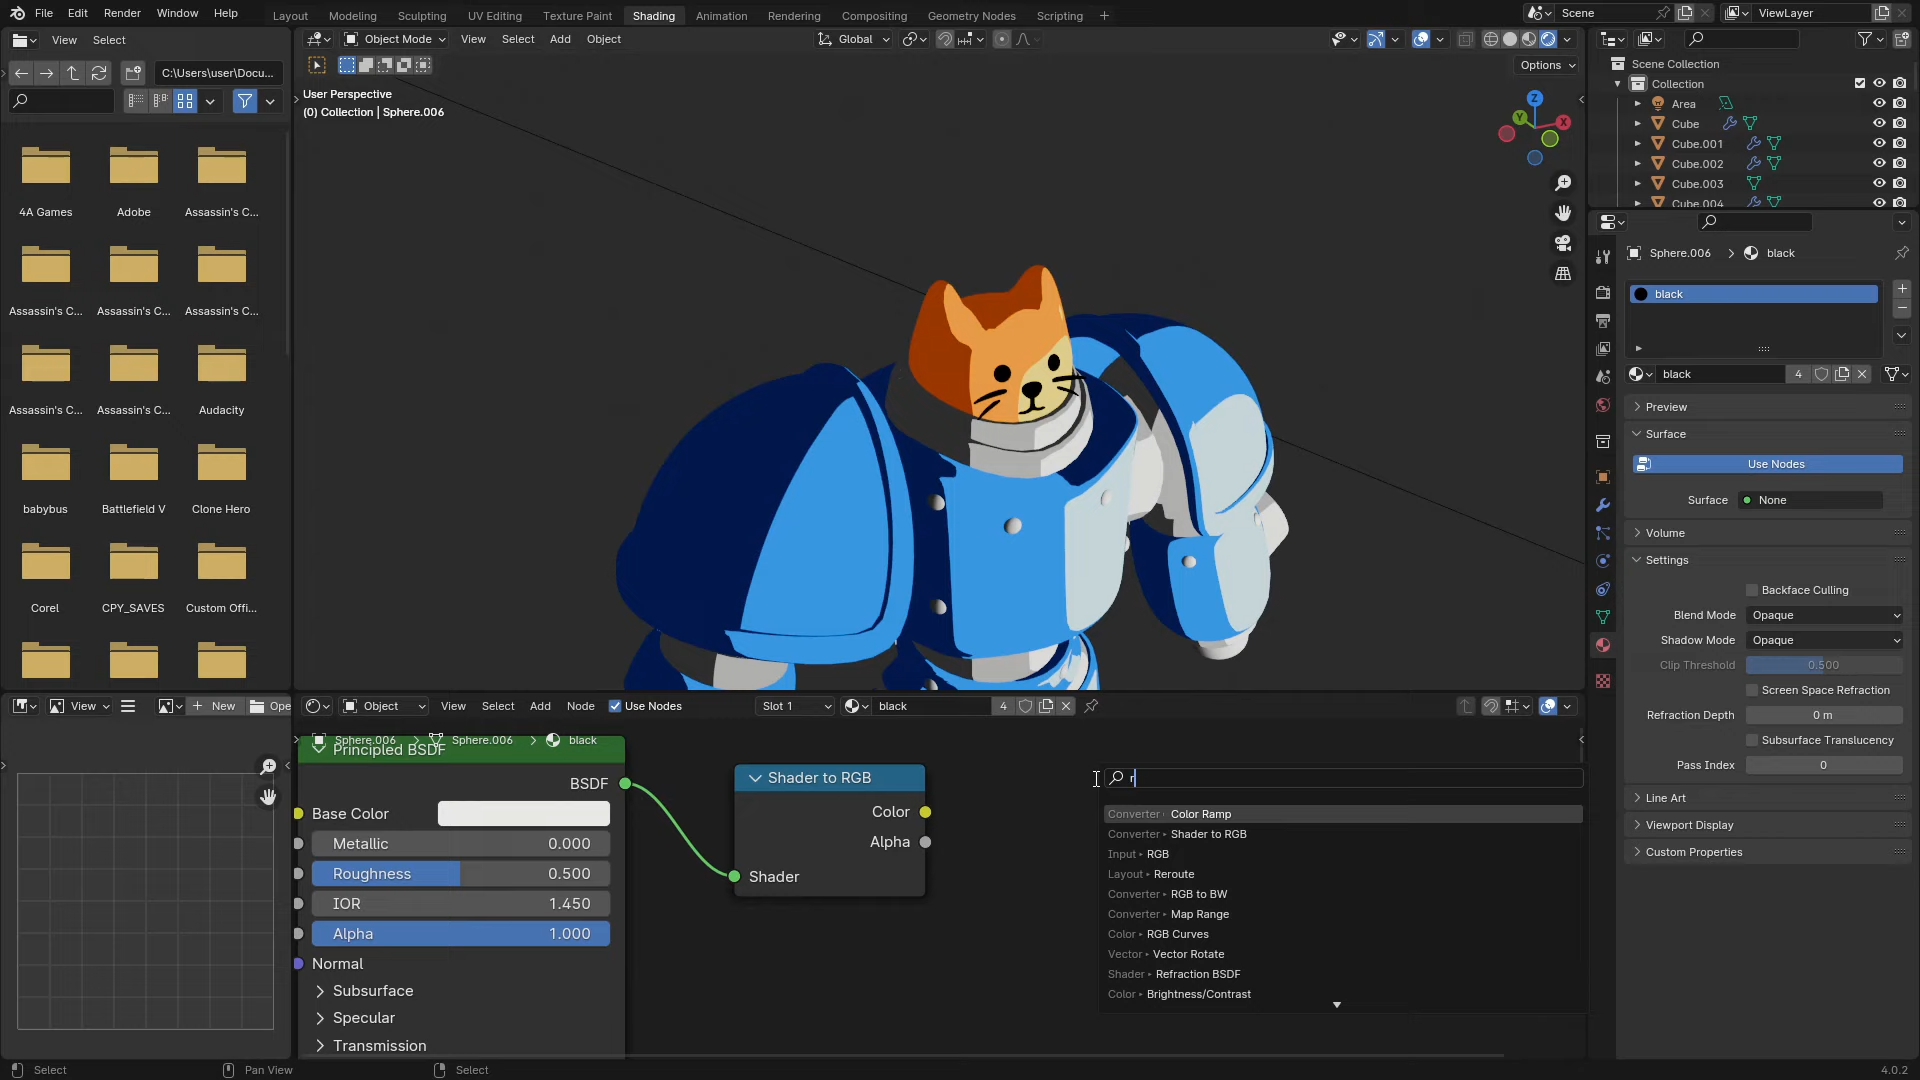 File Edit Render Window Help Layout Modeling Sculpting UV Editing Texture Paint Shading Animation Rendering Compositing Geometry Nodes Scripting + Scene ViewLayer
View Select
Object Mode View Select Add Object Global
C:\Users\user\Docu...
Options
User Perspective
(0) Collection | Sphere.006
Z
Y X
4A Games Adobe Assassin's C...
Assassin's C... Assassin's C... Assassin's C...
Assassin's C... Assassin's C... Audacity
babybus Battlefield V Clone Hero
Corel CPY_SAVES Custom Offi...
Scene Collection
Collection
Area
Cube
Cube.001
Cube.002
Cube.003
Cube.004
Sphere.006 black
black
black 4
Preview
Surface
Use Nodes
Surface None
Volume
Settings
Backface Culling
Blend Mode Opaque
Shadow Mode Opaque
Clip Threshold 0.500
Screen Space Refraction
Refraction Depth 0 m
Subsurface Translucency
Pass Index 0
Line Art
Viewport Display
Custom Properties
View New Ope
Object View Select Add Node Use Nodes Slot 1 black 4
Sphere.006 Sphere.006 black
Principled BSDF
BSDF
Base Color
Metallic 0.000
Roughness 0.500
IOR 1.450
Alpha 1.000
Normal
Subsurface
Specular
Transmission
Shader to RGB
Color
Alpha
Shader
r
Converter Color Ramp
Converter Shader to RGB
Input RGB
Layout Reroute
Converter RGB to BW
Converter Map Range
Color RGB Curves
Vector Vector Rotate
Shader Refraction BSDF
Color Brightness/Contrast
Select Pan View Select 4.0.2